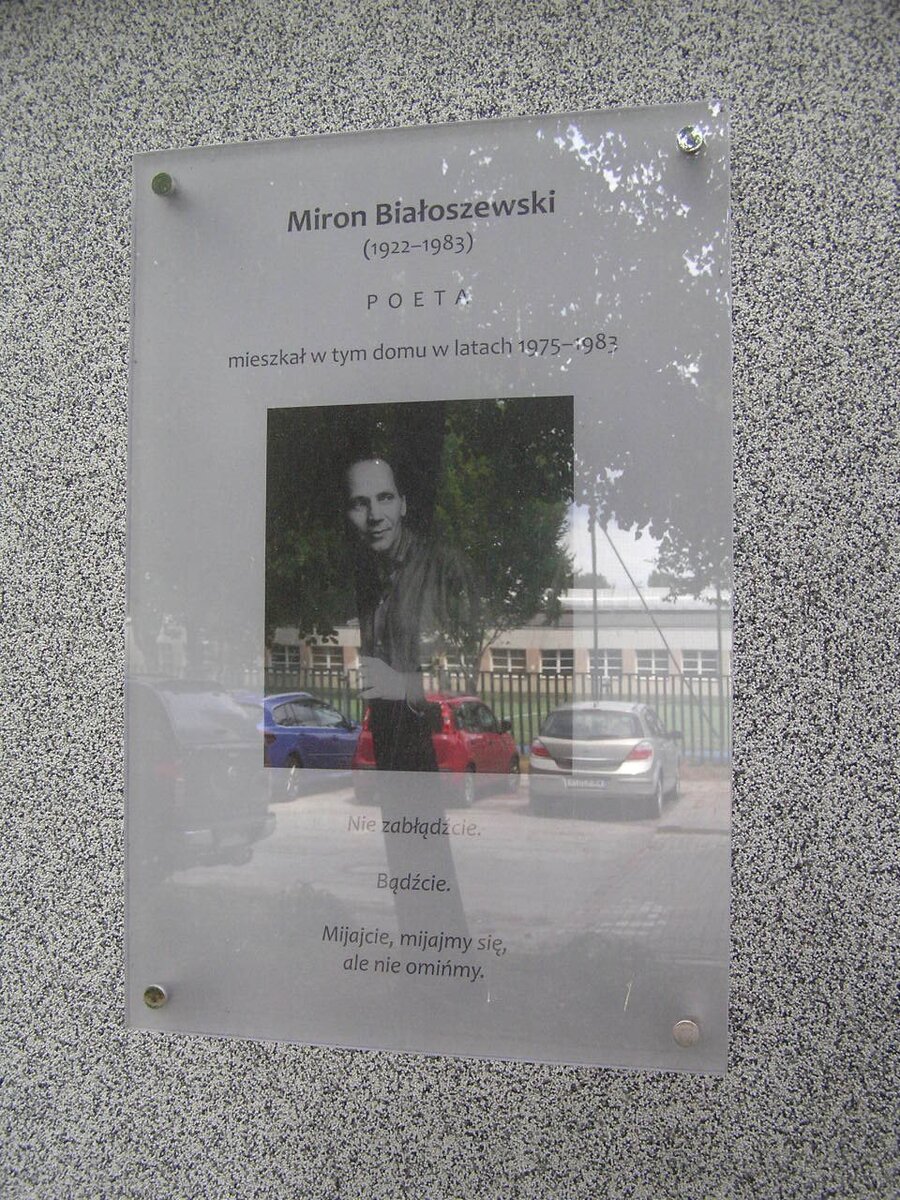 Miron Białoszewski
(1922–1983)
POETA
mieszkał w tym domu w latach 1975–1983
Nie zabłądźcie.
Bądźcie.
Mijajcie, mijajmy się,
ale nie omińmy.